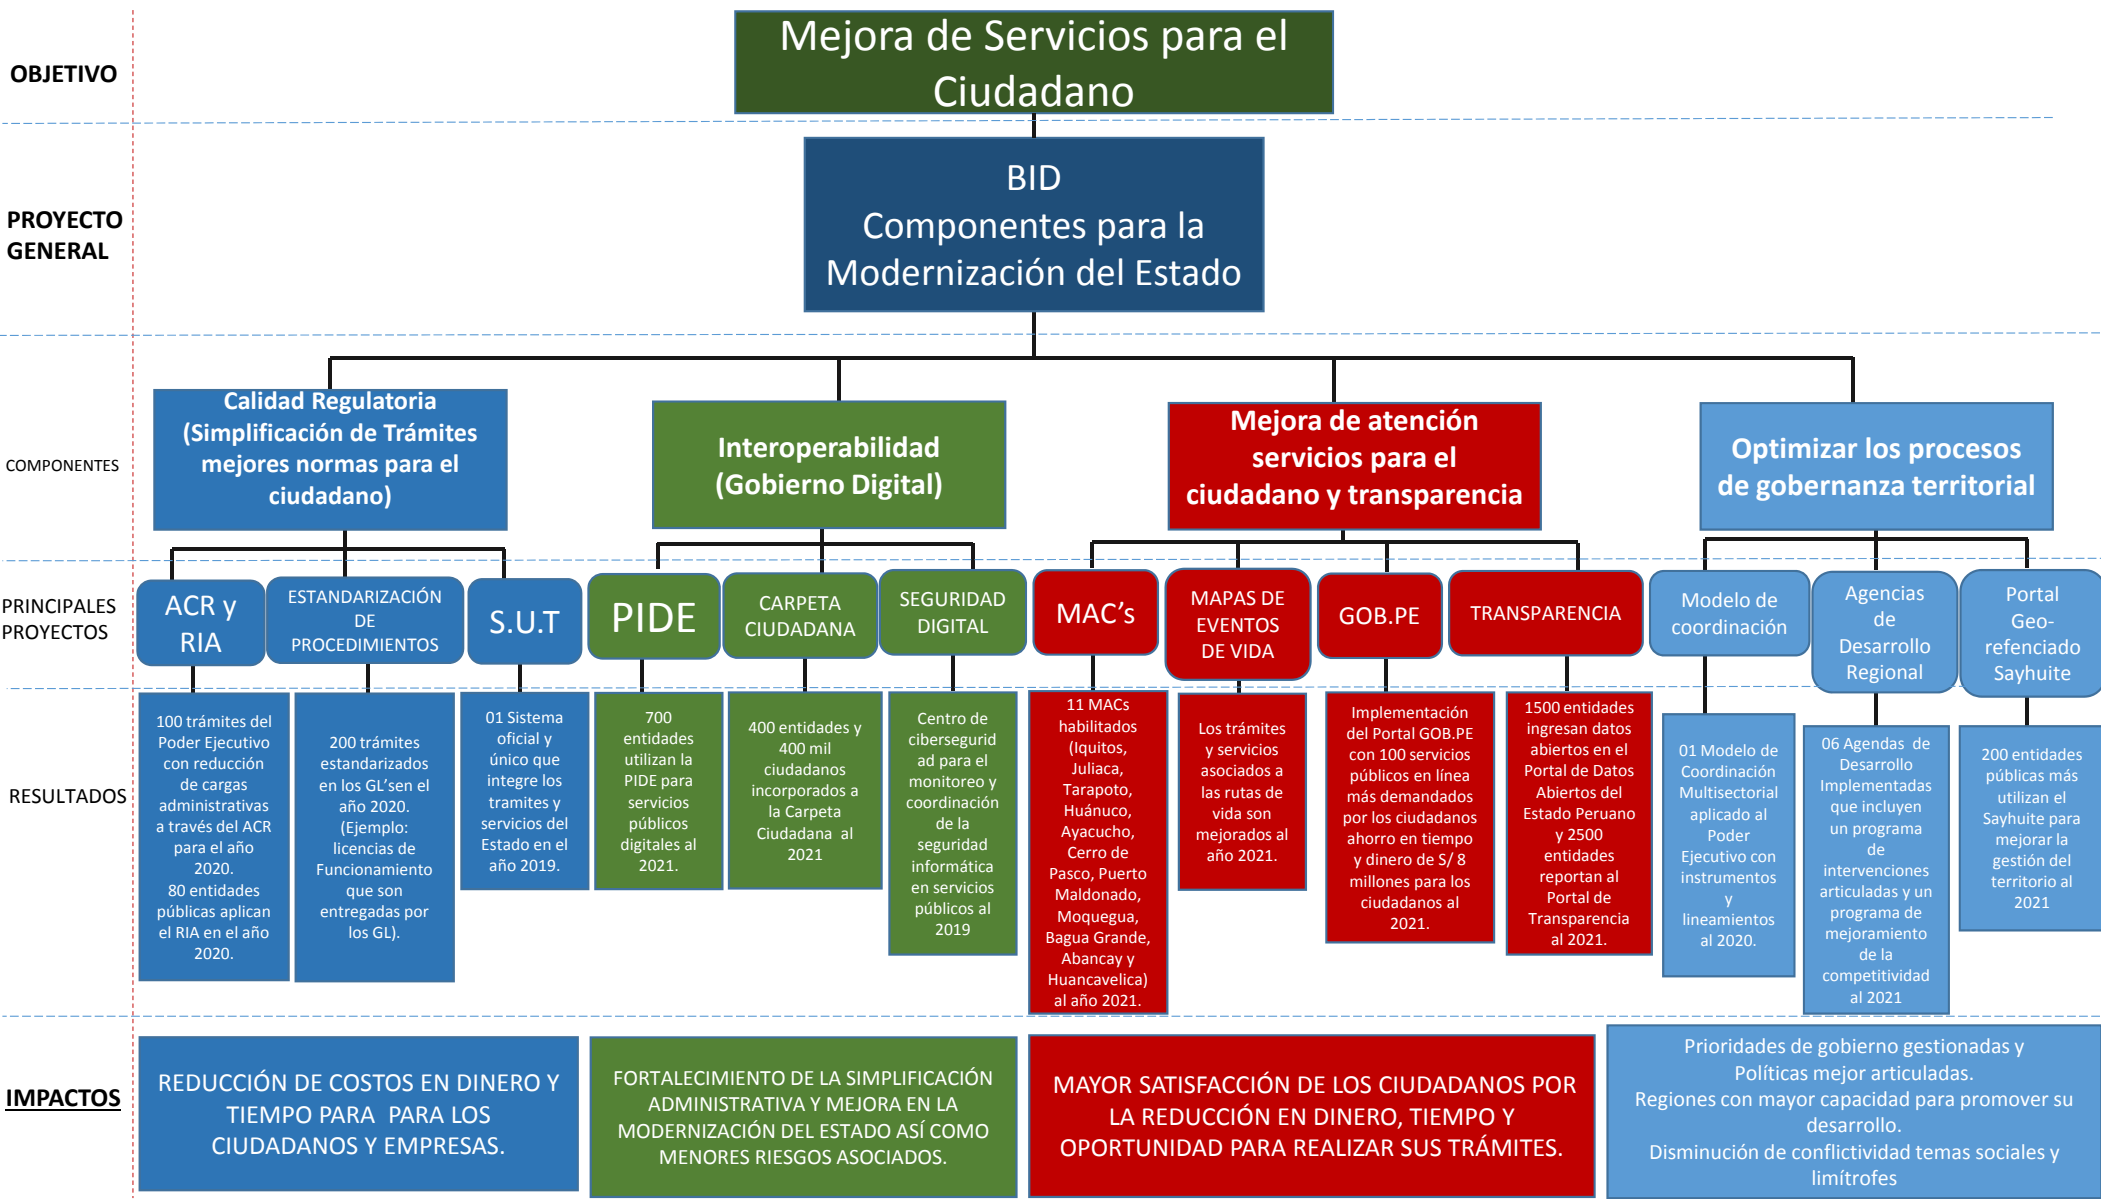 OBJETIVO
Mejora de Servicios para el
Ciudadano
PROYECTO
GENERAL
BID
Componentes para la
Modernización del Estado
COMPONENTES
Calidad Regulatoria
(Simplificación de Trámites
mejores normas para el
ciudadano)
Interoperabilidad
(Gobierno Digital)
Mejora de atención
servicios para el
ciudadano y transparencia
Optimizar los procesos
de gobernanza territorial
PRINCIPALES
PROYECTOS
ACR y
RIA
ESTANDARIZACIÓN
DE
PROCEDIMIENTOS
S.U.T
PIDE
CARPETA
CIUDADANA
SEGURIDAD
DIGITAL
MAC’s
MAPAS DE
EVENTOS
DE VIDA
GOB.PE
TRANSPARENCIA
Modelo de
coordinación
Agencias
de
Desarrollo
Regional
Portal
Geo-
refenciado
Sayhuite
RESULTADOS
100 trámites del
Poder Ejecutivo
con reducción
de cargas
administrativas
a través del ACR
para el año
2020.
80 entidades
públicas aplican
el RIA en el año
2020.
200 trámites
estandarizados
en los GL’sen el
año 2020.
(Ejemplo:
licencias de
Funcionamiento
que son
entregadas por
los GL).
01 Sistema
oficial y
único que
integre los
tramites y
servicios del
Estado en el
año 2019.
700
entidades
utilizan la
PIDE para
servicios
públicos
digitales al
2021.
400 entidades y
400 mil
ciudadanos
incorporados a
la Carpeta
Ciudadana al
2021
Centro de
cibersegurid
ad para el
monitoreo y
coordinación
de la
seguridad
informática
en servicios
públicos al
2019
11 MACs
habilitados
(Iquitos,
Juliaca,
Tarapoto,
Huánuco,
Ayacucho,
Cerro de
Pasco, Puerto
Maldonado,
Moquegua,
Bagua Grande,
Abancay y
Huancavelica)
al año 2021.
Los trámites
y servicios
asociados a
las rutas de
vida son
mejorados al
año 2021.
Implementación
del Portal GOB.PE
con 100 servicios
públicos en línea
más demandados
por los ciudadanos
ahorro en tiempo
y dinero de S/ 8
millones para los
ciudadanos al
2021.
1500 entidades
ingresan datos
abiertos en el
Portal de Datos
Abiertos del
Estado Peruano
y 2500
entidades
reportan al
Portal de
Transparencia
al 2021.
01 Modelo de
Coordinación
Multisectorial
aplicado al
Poder
Ejecutivo con
instrumentos
y
lineamientos
al 2020.
06 Agendas de
Desarrollo
Implementadas
que incluyen
un programa
de
intervenciones
articuladas y un
programa de
mejoramiento
de la
competitividad
al 2021
200 entidades
públicas más
utilizan el
Sayhuite para
mejorar la
gestión del
territorio al
2021
IMPACTOS
REDUCCIÓN DE COSTOS EN DINERO Y
TIEMPO PARA PARA LOS
CIUDADANOS Y EMPRESAS.
FORTALECIMIENTO DE LA SIMPLIFICACIÓN
ADMINISTRATIVA Y MEJORA EN LA
MODERNIZACIÓN DEL ESTADO ASÍ COMO
MENORES RIESGOS ASOCIADOS.
MAYOR SATISFACCIÓN DE LOS CIUDADANOS POR
LA REDUCCIÓN EN DINERO, TIEMPO Y
OPORTUNIDAD PARA REALIZAR SUS TRÁMITES.
Prioridades de gobierno gestionadas y
Políticas mejor articuladas.
Regiones con mayor capacidad para promover su
desarrollo.
Disminución de conflictividad temas sociales y
limítrofes